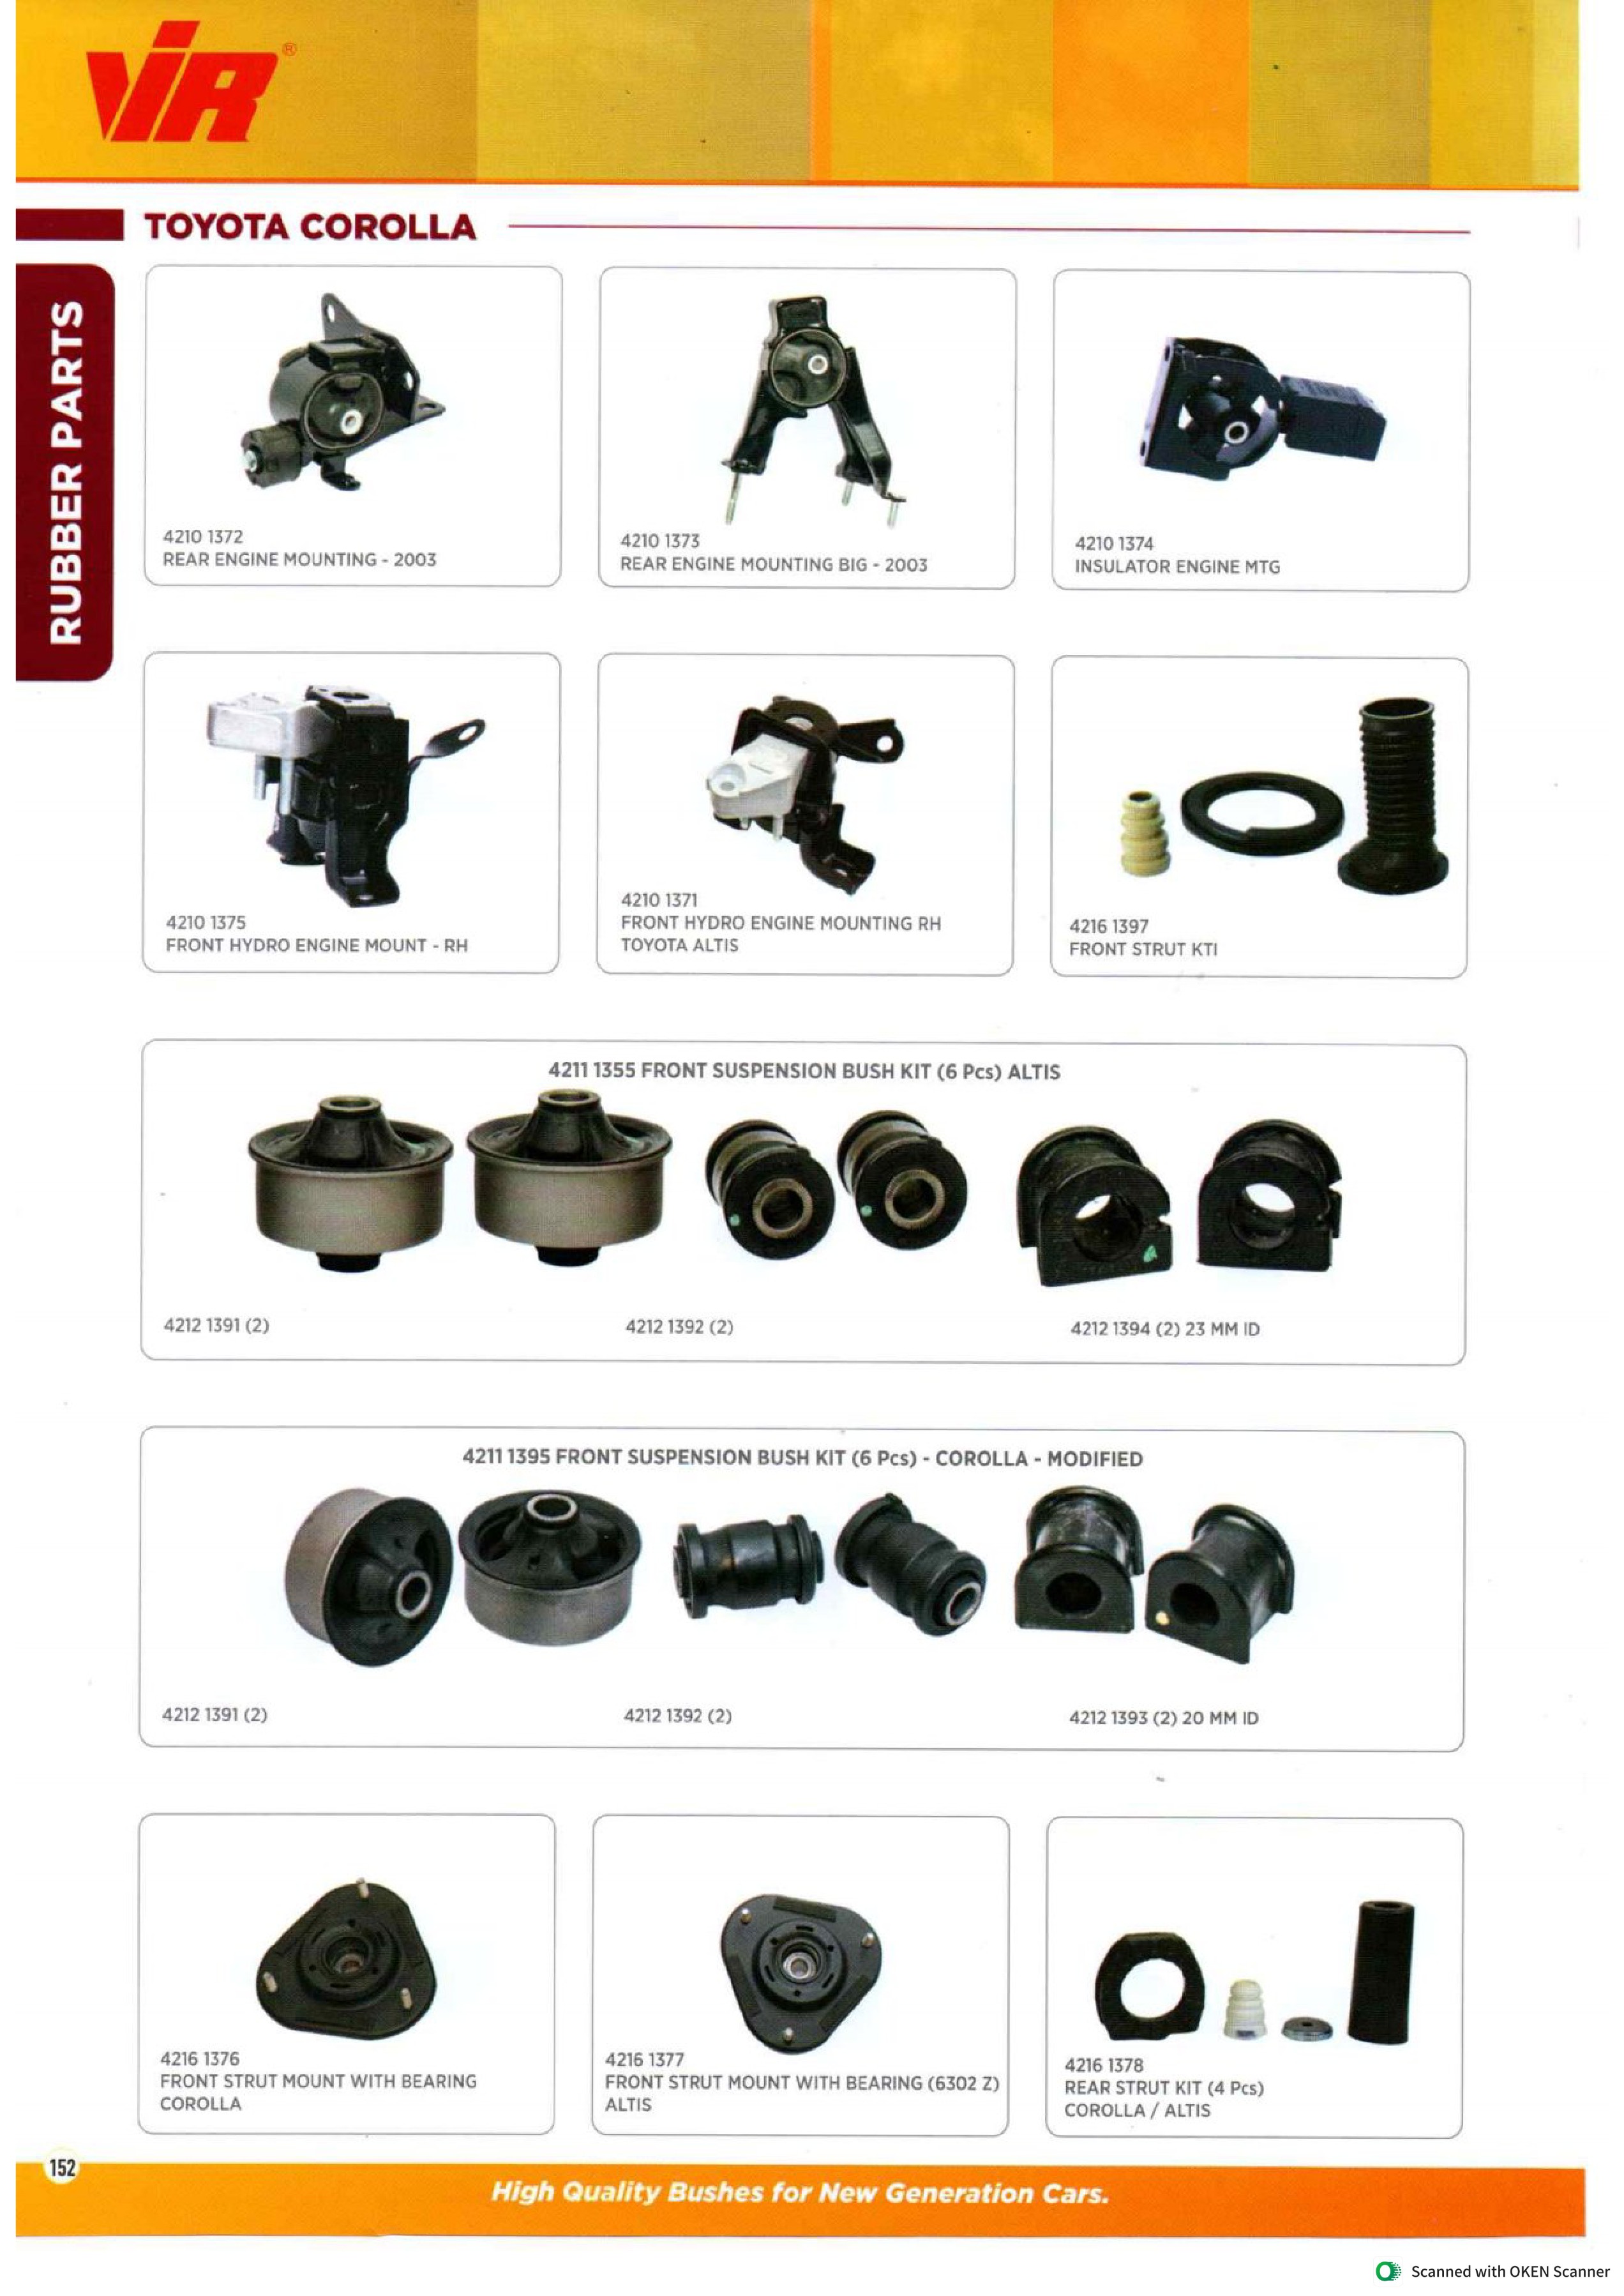 ViR®
TOYOTA COROLLA
RUBBER PARTS
4210 1372
REAR ENGINE MOUNTING - 2003
4210 1373
REAR ENGINE MOUNTING BIG - 2003
4210 1374
INSULATOR ENGINE MTG
4210 1375
FRONT HYDRO ENGINE MOUNT - RH
4210 1371
FRONT HYDRO ENGINE MOUNTING RH
TOYOTA ALTIS
4216 1397
FRONT STRUT KTI
4211 1355 FRONT SUSPENSION BUSH KIT (6 Pcs) ALTIS
4212 1391 (2)
4212 1392 (2)
4212 1394 (2) 23 MM ID
4211 1395 FRONT SUSPENSION BUSH KIT (6 Pcs) - COROLLA - MODIFIED
4212 1391 (2)
4212 1392 (2)
4212 1393 (2) 20 MM ID
4216 1376
FRONT STRUT MOUNT WITH BEARING
COROLLA
4216 1377
FRONT STRUT MOUNT WITH BEARING (6302 Z)
ALTIS
4216 1378
REAR STRUT KIT (4 Pcs)
COROLLA / ALTIS
152
High Quality Bushes for New Generation Cars.
Scanned with OKEN Scanner